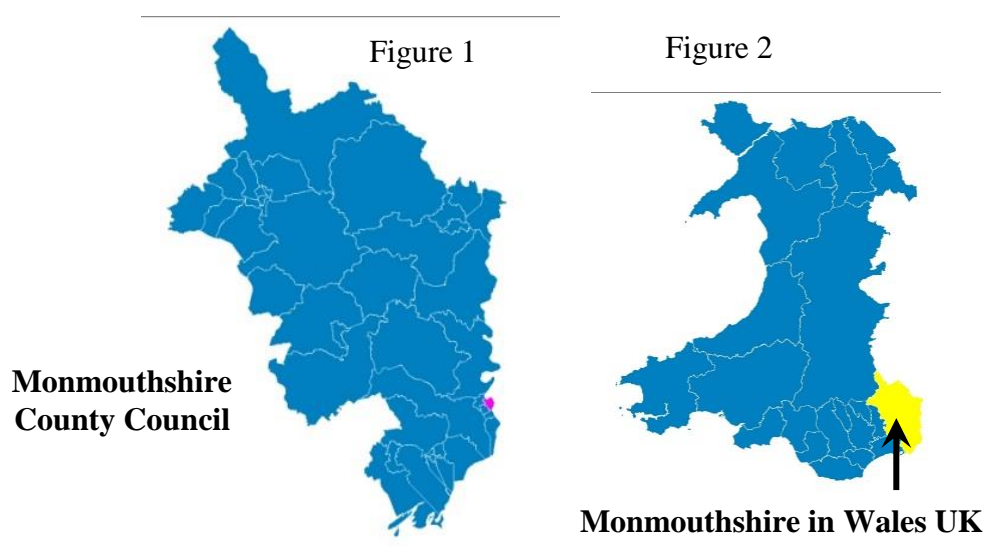 Figure 1
Figure 2
Monmouthshire
County Council
Monmouthshire in Wales UK